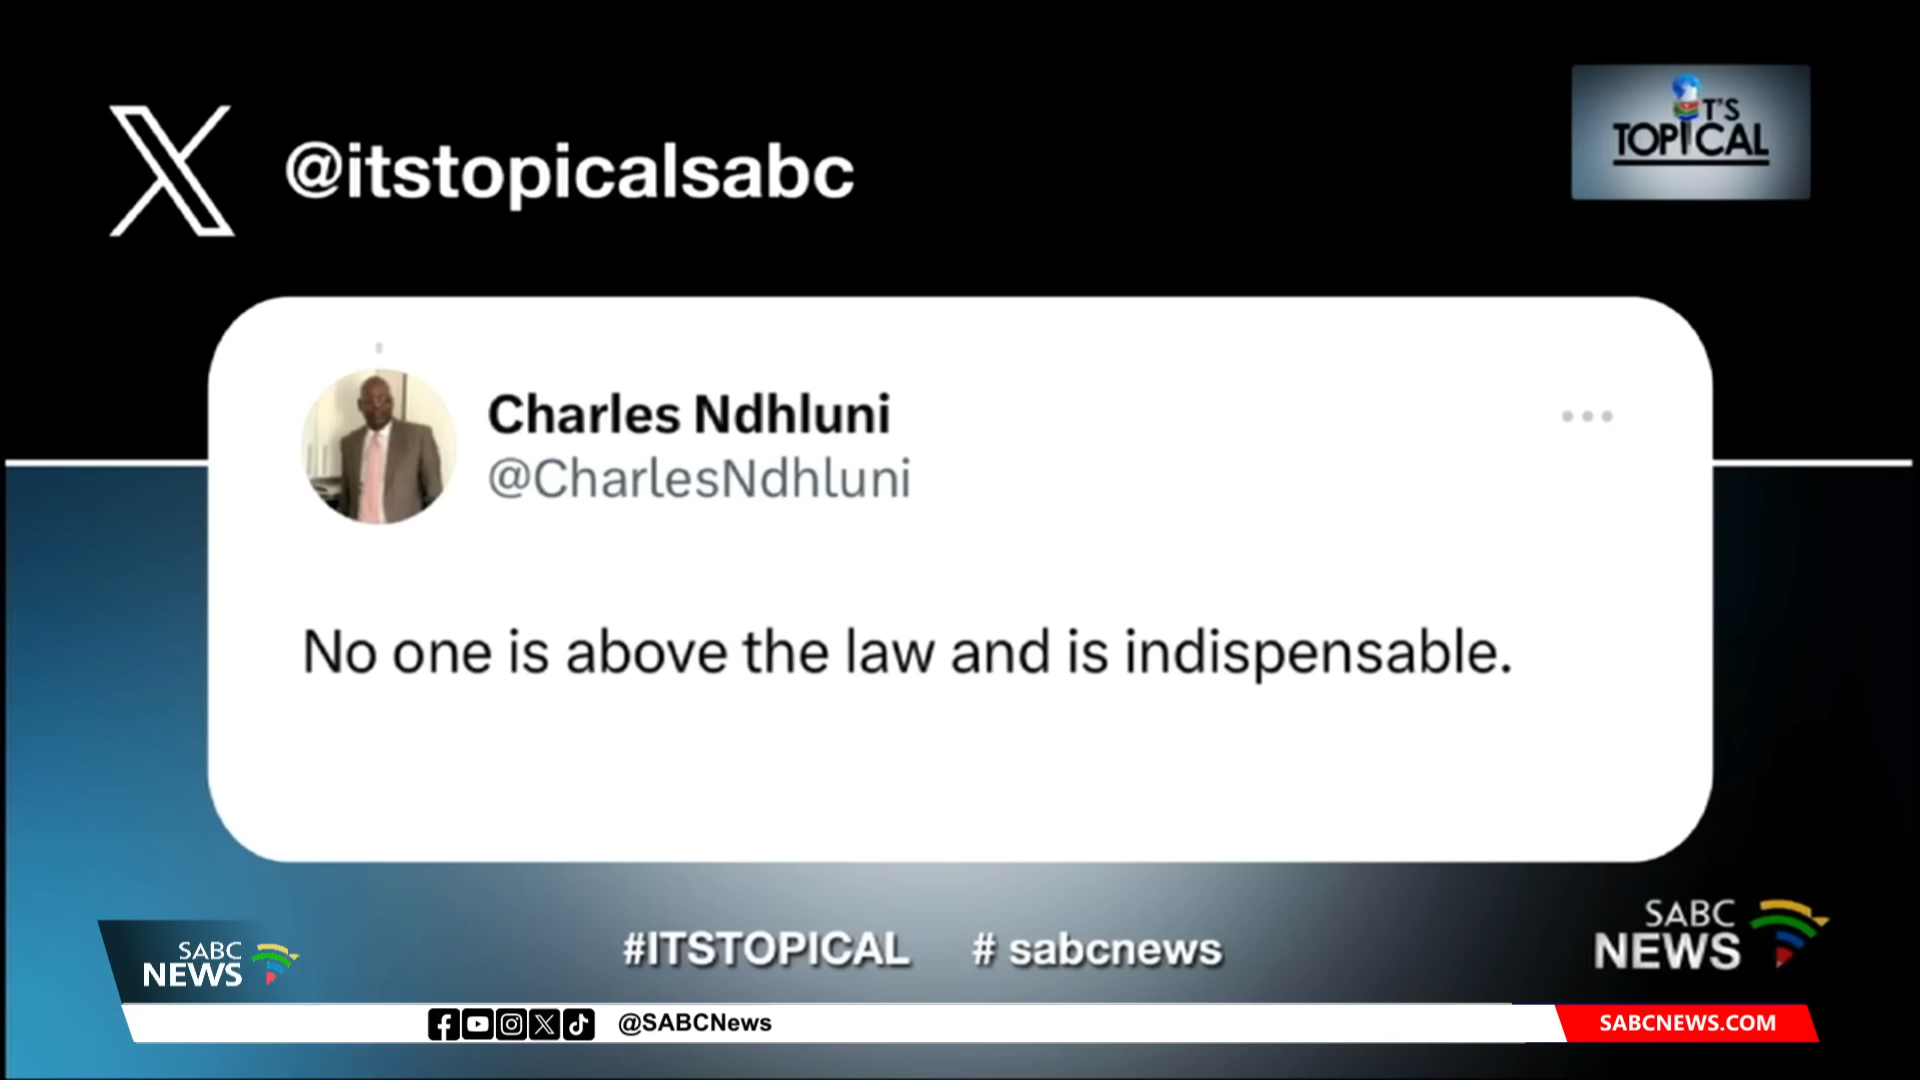 @itstopicalsabc
IT'S
TOPICAL
Charles Ndhluni
@CharlesNdhluni
No one is above the law and is indispensable.
#ITSTOPICAL # sabcnews
SABC
NEWS
SABC
NEWS
@SABCNews
SABCNEWS.COM